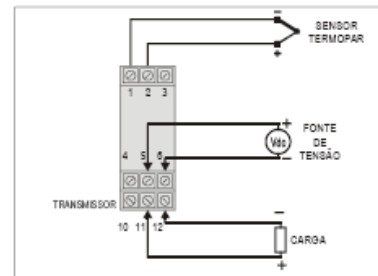 −
SENSOR
TERMOPAR
+
1 2 3
+
FONTE
DE
TENSÃO
Vdc
−
4 5 6
TRANSMISSOR
10 11 12
−
CARGA
+